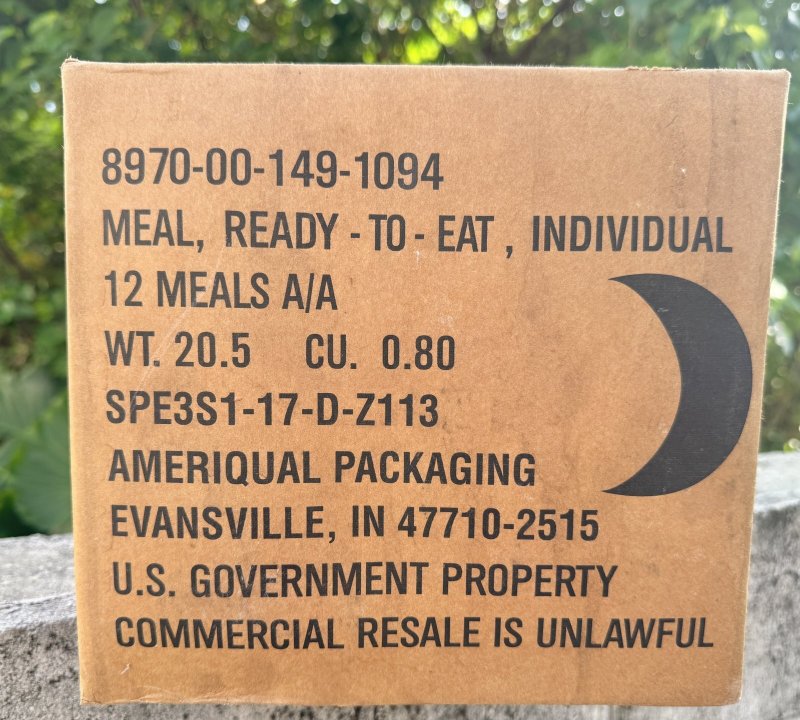 8970-00-149-1094
MEAL, READY - TO - EAT , INDIVIDUAL
12 MEALS A/A
WT. 20.5 CU. 0.80
SPE3S1-17-D-Z113
AMERIQUAL PACKAGING
EVANSVILLE, IN 47710-2515
U.S. GOVERNMENT PROPERTY
COMMERCIAL RESALE IS UNLAWFUL